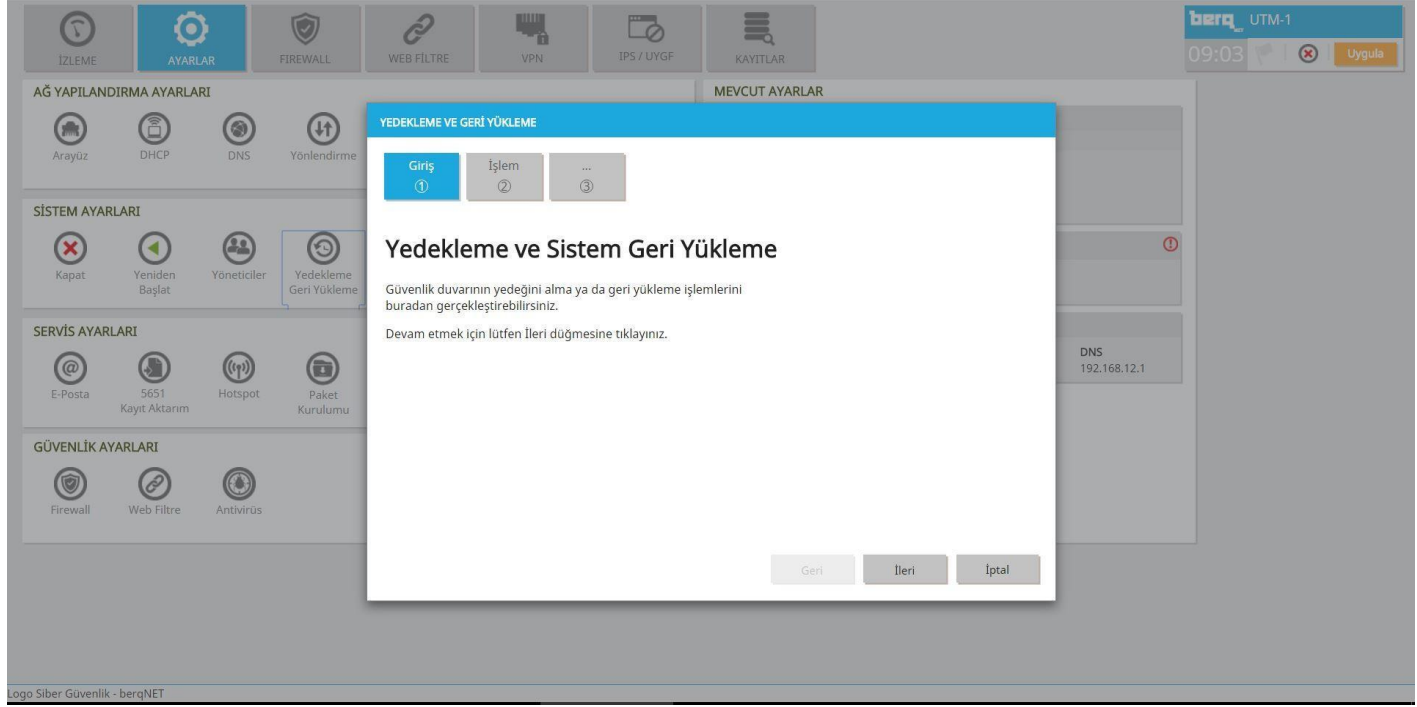 İZLEME
AYARLAR
FIREWALL
WEB FİLTRE
VPN
IPS / UYGF
KAYITLAR
berq UTM-1
09:03 Uygula
AĞ YAPILANDIRMA AYARLARI
MEVCUT AYARLAR
Arayüz
DHCP
DNS
Yönlendirme
SİSTEM AYARLARI
Kapat
Yeniden
Başlat
Yöneticiler
Yedekleme
Geri Yükleme
SERVİS AYARLARI
E-Posta
5651
Kayıt Aktarım
Hotspot
Paket
Kurulumu
GÜVENLİK AYARLARI
Firewall
Web Filtre
Antivirüs
YEDEKLEME VE GERİ YÜKLEME
Giriş
①
İşlem
②
...
③
Yedekleme ve Sistem Geri Yükleme
Güvenlik duvarının yedeğini alma ya da geri yükleme işlemlerini
buradan gerçekleştirebilirsiniz.
Devam etmek için lütfen İleri düğmesine tıklayınız.
Geri
İleri
İptal
DNS
192.168.12.1
Logo Siber Güvenlik - berqNET